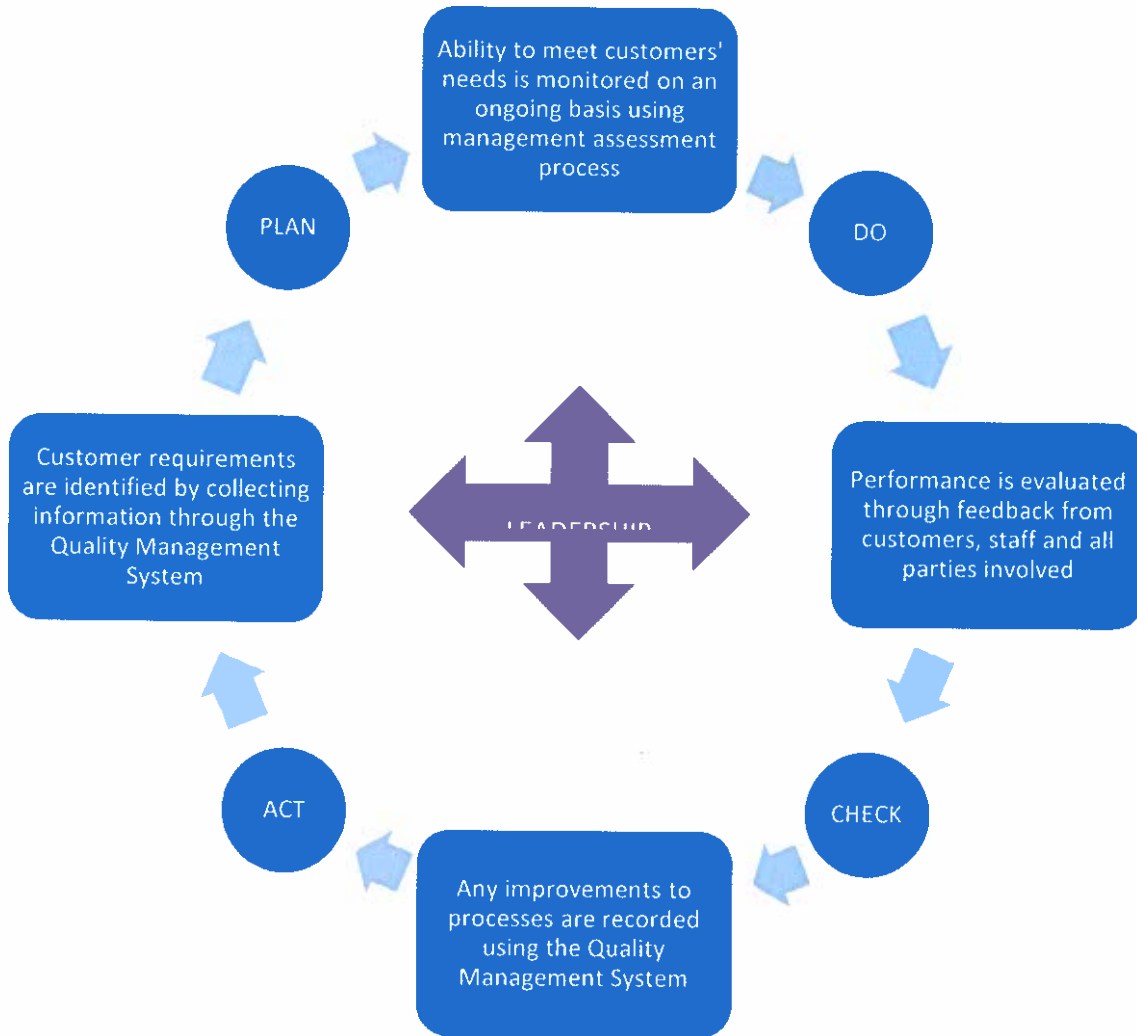 Ability to meet customers'
needs is monitored on an
ongoing basis using
management assessment
process
PLAN
DO
Customer requirements
are identified by collecting
information through the
Quality Management
System
LEADERSHIP
Performance is evaluated
through feedback from
customers, staff and all
parties involved
ACT
CHECK
Any improvements to
processes are recorded
using the Quality
Management System